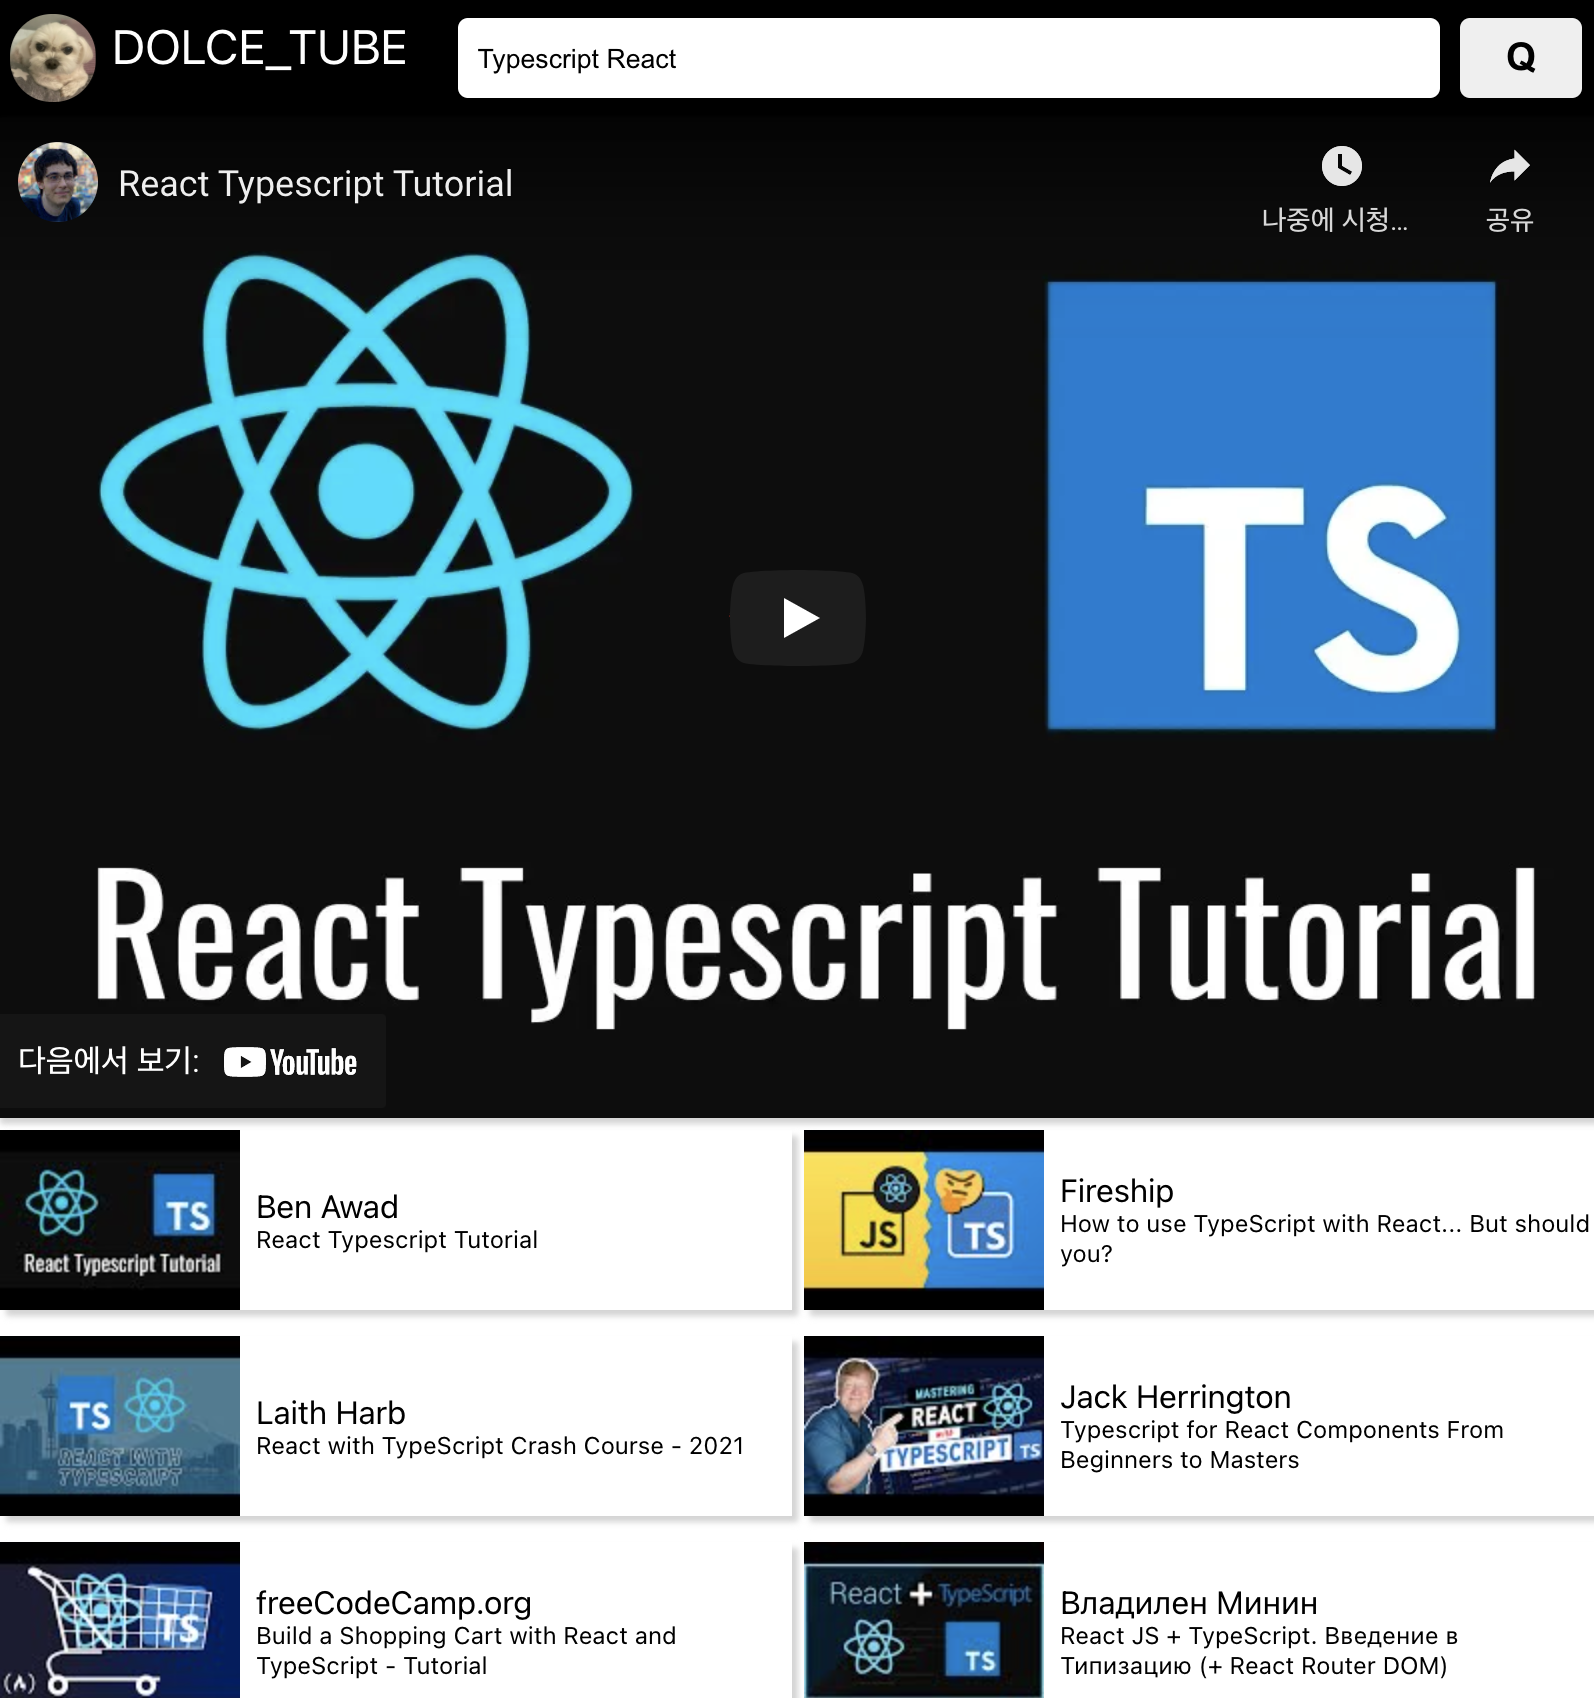 DOLCE_TUBE
Typescript React
Q
React Typescript Tutorial
나중에 시청...
공유
TS
React Typescript Tutorial
다음에서 보기:
YouTube
TS
React Typescript Tutorial
Ben Awad
React Typescript Tutorial
JS
TS
Fireship
How to use TypeScript with React... But should
you?
TS
REACT WITH
TYPESCRIPT
Laith Harb
React with TypeScript Crash Course - 2021
MASTERING
REACT
WITH
TYPESCRIPT
TS
Jack Herrington
Typescript for React Components From
Beginners to Masters
TS
freeCodeCamp.org
Build a Shopping Cart with React and
TypeScript - Tutorial
React + TypeScript
TS
Владилен Минин
React JS + TypeScript. Введение в
Типизацию (+ React Router DOM)